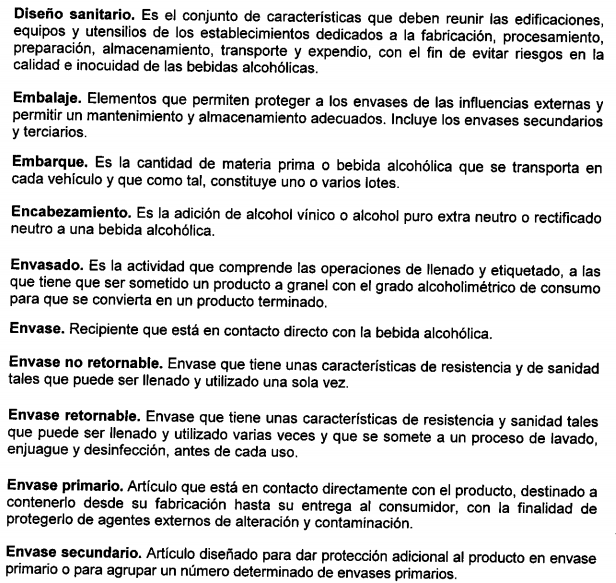 Diseño sanitario. Es el conjunto de características que deben reunir las edificaciones,
equipos y utensilios de los establecimientos dedicados a la fabricación, procesamiento,
preparación, almacenamiento, transporte y expendio, con el fin de evitar riesgos en la
calidad e inocuidad de las bebidas alcohólicas.
Embalaje. Elementos que permiten proteger a los envases de las influencias externas y
permitir un mantenimiento y almacenamiento adecuados. Incluye los envases secundarios
y terciarios.
Embarque. Es la cantidad de materia prima o bebida alcohólica que se transporta en
cada vehículo y que como tal, constituye uno o varios lotes.
Encabezamiento. Es la adición de alcohol vínico o alcohol puro extra neutro o rectificado
neutro a una bebida alcohólica.
Envasado. Es la actividad que comprende las operaciones de llenado y etiquetado, a las
que tiene que ser sometido un producto a granel con el grado alcoholimétrico de consumo
para que se convierta en un producto terminado.
Envase. Recipiente que está en contacto directo con la bebida alcohólica.
Envase no retornable. Envase que tiene unas características de resistencia y de sanidad
tales que puede ser llenado y utilizado una sola vez.
Envase retornable. Envase que tiene unas características de resistencia y sanidad tales
que puede ser llenado y utilizado varias veces y que se somete a un proceso de lavado,
enjuague y desinfección, antes de cada uso.
Envase primario. Artículo que está en contacto directamente con el producto, destinado a
contenerlo desde su fabricación hasta su entrega al consumidor, con la finalidad de
protegerlo de agentes externos de alteración y contaminación.
Envase secundario. Artículo diseñado para dar protección adicional al producto en envase
primario o para agrupar un número determinado de envases primarios.